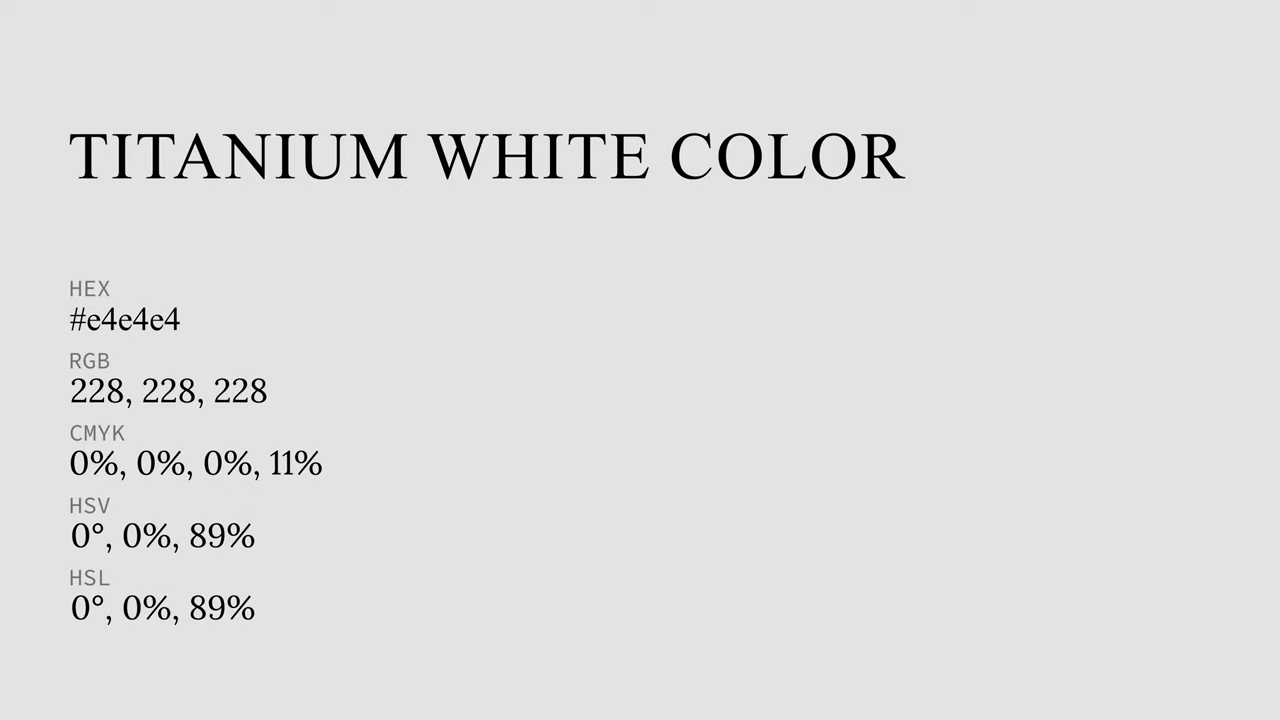 TITANIUM WHITE COLOR
HEX
#e4e4e4
RGB
228, 228, 228
CMYK
0%, 0%, 0%, 11%
HSV
0°, 0%, 89%
HSL
0°, 0%, 89%